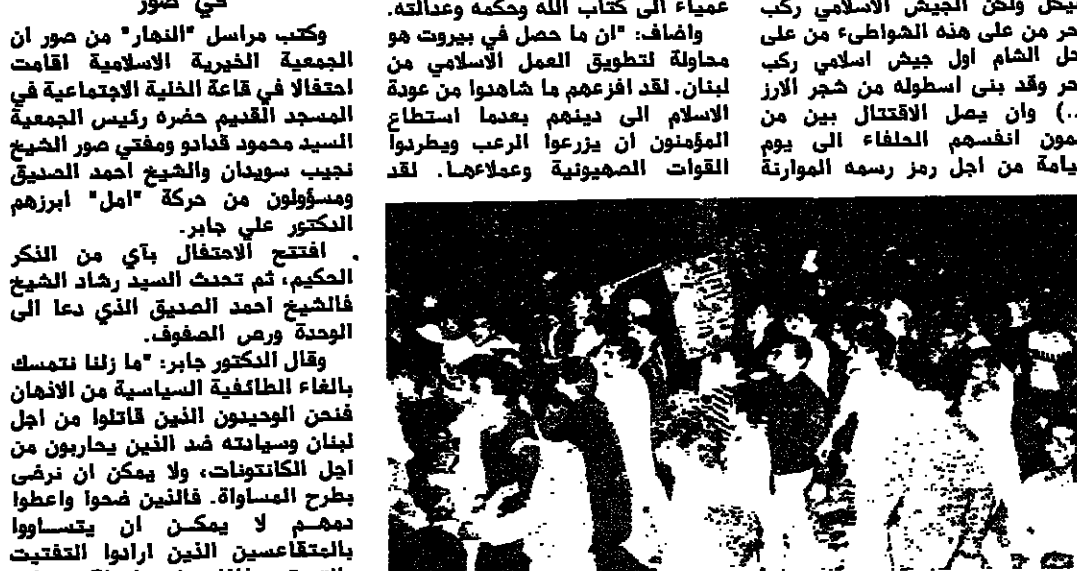 هيكل ولكن الجيش الاسلامي ركب
حر من على هذه الشواطىء من على
حل الشام اول جيش اسلامي ركب
حر وقد بنى اسطوله من شجر الارز
..) وان يصل الاقتتال بين من
مون انفسهم الحلفاء الى يوم
يامة من اجل رمز رسمه الموارنة
عمياء الى كتاب الله وحكمه وعدالته.
واضاف: "ان ما حصل في بيروت هو
محاولة لتطويق العمل الاسلامي من
لبنان. لقد افزعهم ما شاهدوا من عودة
الاسلام الى دينهم بعدما استطاع
المؤمنون ان يزرعوا الرعب ويطردوا
القوات الصهيونية وعملاءها. لقد
في صور
وكتب مراسل "النهار" من صور ان
الجمعية الخيرية الاسلامية اقامت
احتفالا في قاعة الخلية الاجتماعية في
المسجد القديم حضره رئيس الجمعية
السيد محمود قدادو ومفتي صور الشيخ
نجيب سويدان والشيخ احمد الصديق
ومسؤولون من حركة "امل" ابرزهم
الدكتور علي جابر.
افتتح الاحتفال بآي من الذكر
الحكيم، ثم تحدث السيد رشاد الشيخ
فالشيخ احمد الصديق الذي دعا الى
الوحدة ورص الصفوف.
وقال الدكتور جابر: "ما زلنا نتمسك
بالغاء الطائفية السياسية من الاذهان
فنحن الوحيدون الذين قاتلوا من اجل
لبنان وسيادته ضد الذين يحاربون من
اجل الكانتونات، ولا يمكن ان نرضى
بطرح المساواة. فالذين ضحوا واعطوا
دمهم لا يمكن ان يتساووا
بالمتقاعسين الذين ارادوا التفتيت